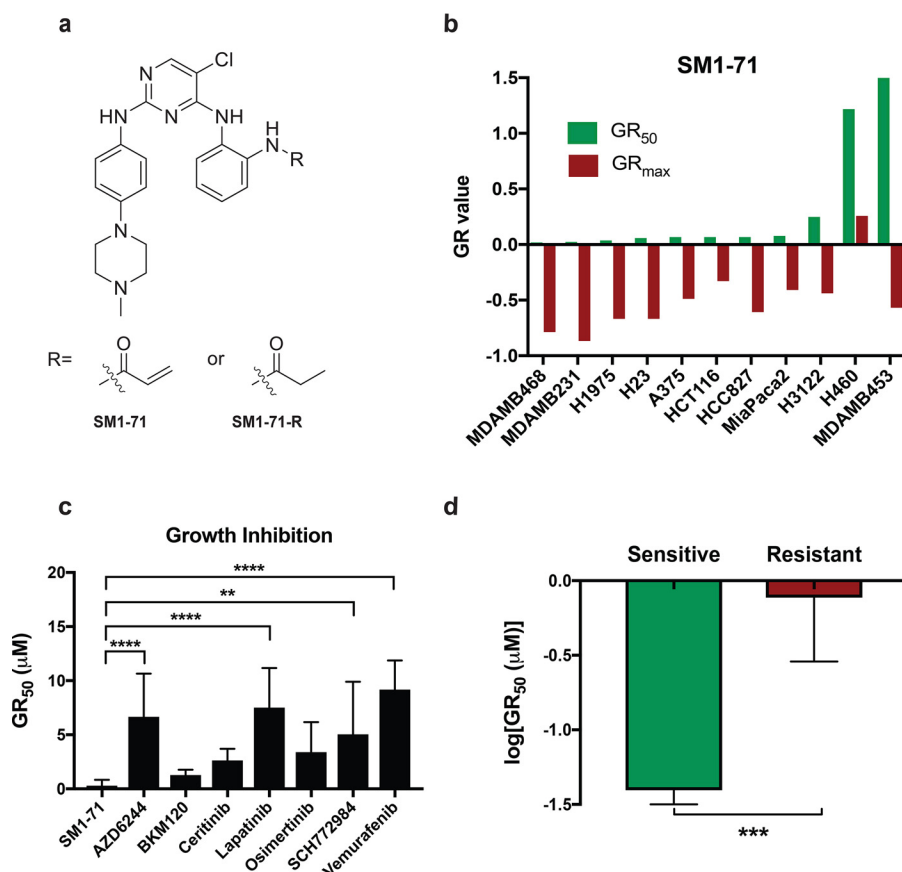 a
N
Cl
NH
N
NH
H
N
R
N
N
R=
O
or
O
SM1-71
SM1-71-R
b
SM1-71
GR50
GRmax
GR value
1.5
1.0
0.5
0.0
-0.5
-1.0
MDAMB468
MDAMB231
H1975
H23
A375
HCT116
HCC827
MiaPaca2
H3122
H460
MDAMB453
c
Growth Inhibition
GR50 (μM)
20
15
10
5
0
****
**
****
****
SM1-71
AZD6244
BKM120
Ceritinib
Lapatinib
Osimertinib
SCH772984
Vemurafenib
d
Sensitive
Resistant
log[GR50 (μM)]
0.0
-0.5
-1.0
-1.5
***